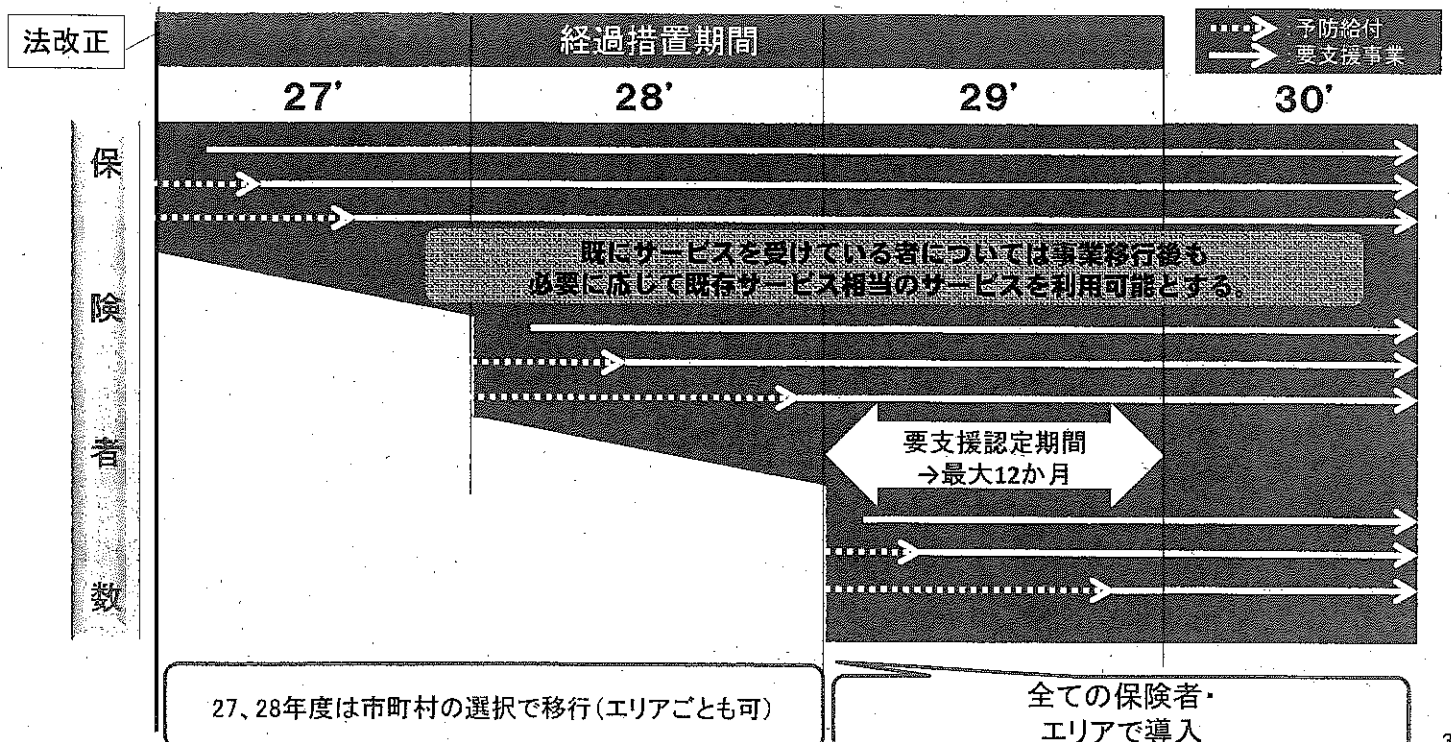 法改正
経過措置期間
予防給付
要支援事業
27’
28’
29’
30’
保険者数
既にサービスを受けている者については事業移行後も
必要に応じて既存サービス相当のサービスを利用可能とする。
要支援認定期間
→最大12か月
27、28年度は市町村の選択で移行(エリアごとも可)
全ての保険者・
エリアで導入
3